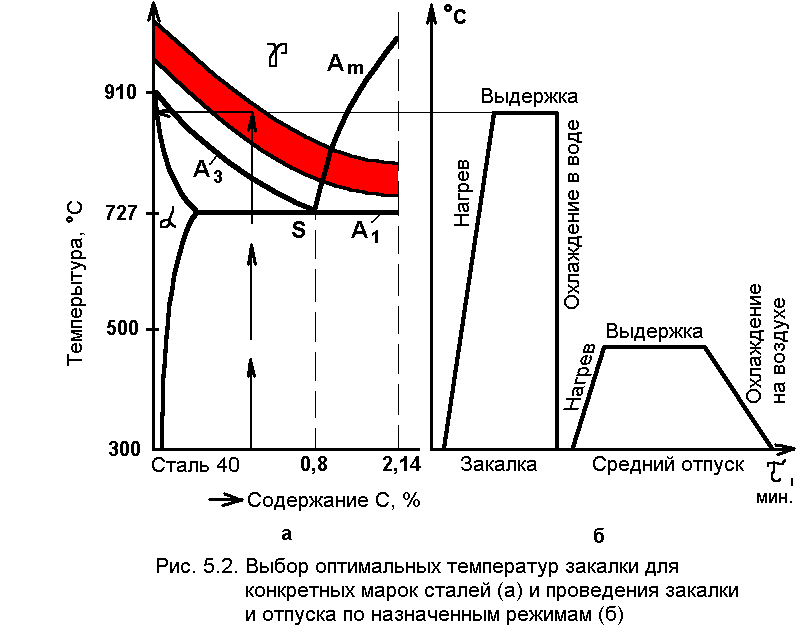 °C
γ
Am
910
Выдержка
A3
Нагрев
Охлаждение в воде
727
α
S
A1
Темперытура, °C
500
Выдержка
Нагрев
Охлаждение
на воздухе
300
Сталь 40
0,8
2,14
Закалка
Средний отпуск
τ,
мин.
Содержание С, %
а
б
Рис. 5.2. Выбор оптимальных температур закалки для
конкретных марок сталей (а) и проведения закалки
и отпуска по назначенным режимам (б)